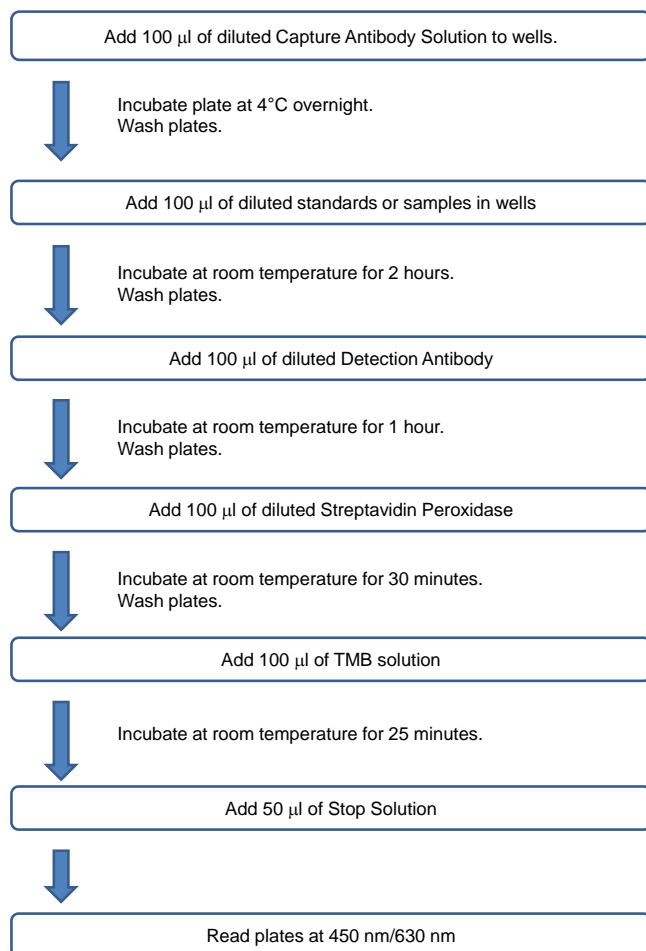 Add 100 μl of diluted Capture Antibody Solution to wells.
Incubate plate at 4°C overnight.
Wash plates.
Add 100 μl of diluted standards or samples in wells
Incubate at room temperature for 2 hours.
Wash plates.
Add 100 μl of diluted Detection Antibody
Incubate at room temperature for 1 hour.
Wash plates.
Add 100 μl of diluted Streptavidin Peroxidase
Incubate at room temperature for 30 minutes.
Wash plates.
Add 100 μl of TMB solution
Incubate at room temperature for 25 minutes.
Add 50 μl of Stop Solution
Read plates at 450 nm/630 nm